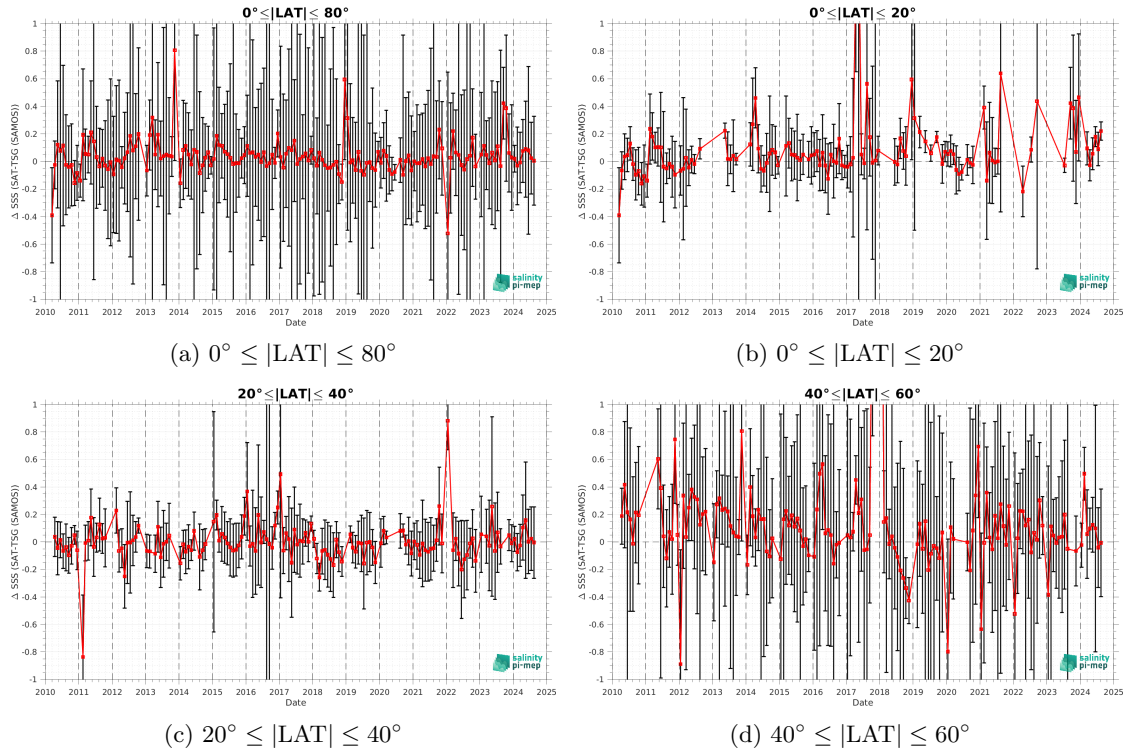 0°≤|LAT|≤ 80°
Δ SSS (SAT-TSG (SAMOS))
1
0.8
0.6
0.4
0.2
0
-0.2
-0.4
-0.6
-0.8
-1
2010 2011 2012 2013 2014 2015 2016 2017 2018 2019 2020 2021 2022 2023 2024 2025
Date
salinity
pi-mep
(a) 0° ≤ |LAT| ≤ 80°
0°≤|LAT|≤ 20°
Δ SSS (SAT-TSG (SAMOS))
1
0.8
0.6
0.4
0.2
0
-0.2
-0.4
-0.6
-0.8
-1
2010 2011 2012 2013 2014 2015 2016 2017 2018 2019 2020 2021 2022 2023 2024 2025
Date
salinity
pi-mep
(b) 0° ≤ |LAT| ≤ 20°
20°≤|LAT|≤ 40°
Δ SSS (SAT-TSG (SAMOS))
1
0.8
0.6
0.4
0.2
0
-0.2
-0.4
-0.6
-0.8
-1
2010 2011 2012 2013 2014 2015 2016 2017 2018 2019 2020 2021 2022 2023 2024 2025
Date
salinity
pi-mep
(c) 20° ≤ |LAT| ≤ 40°
40°≤|LAT|≤ 60°
Δ SSS (SAT-TSG (SAMOS))
1
0.8
0.6
0.4
0.2
0
-0.2
-0.4
-0.6
-0.8
-1
2010 2011 2012 2013 2014 2015 2016 2017 2018 2019 2020 2021 2022 2023 2024 2025
Date
salinity
pi-mep
(d) 40° ≤ |LAT| ≤ 60°